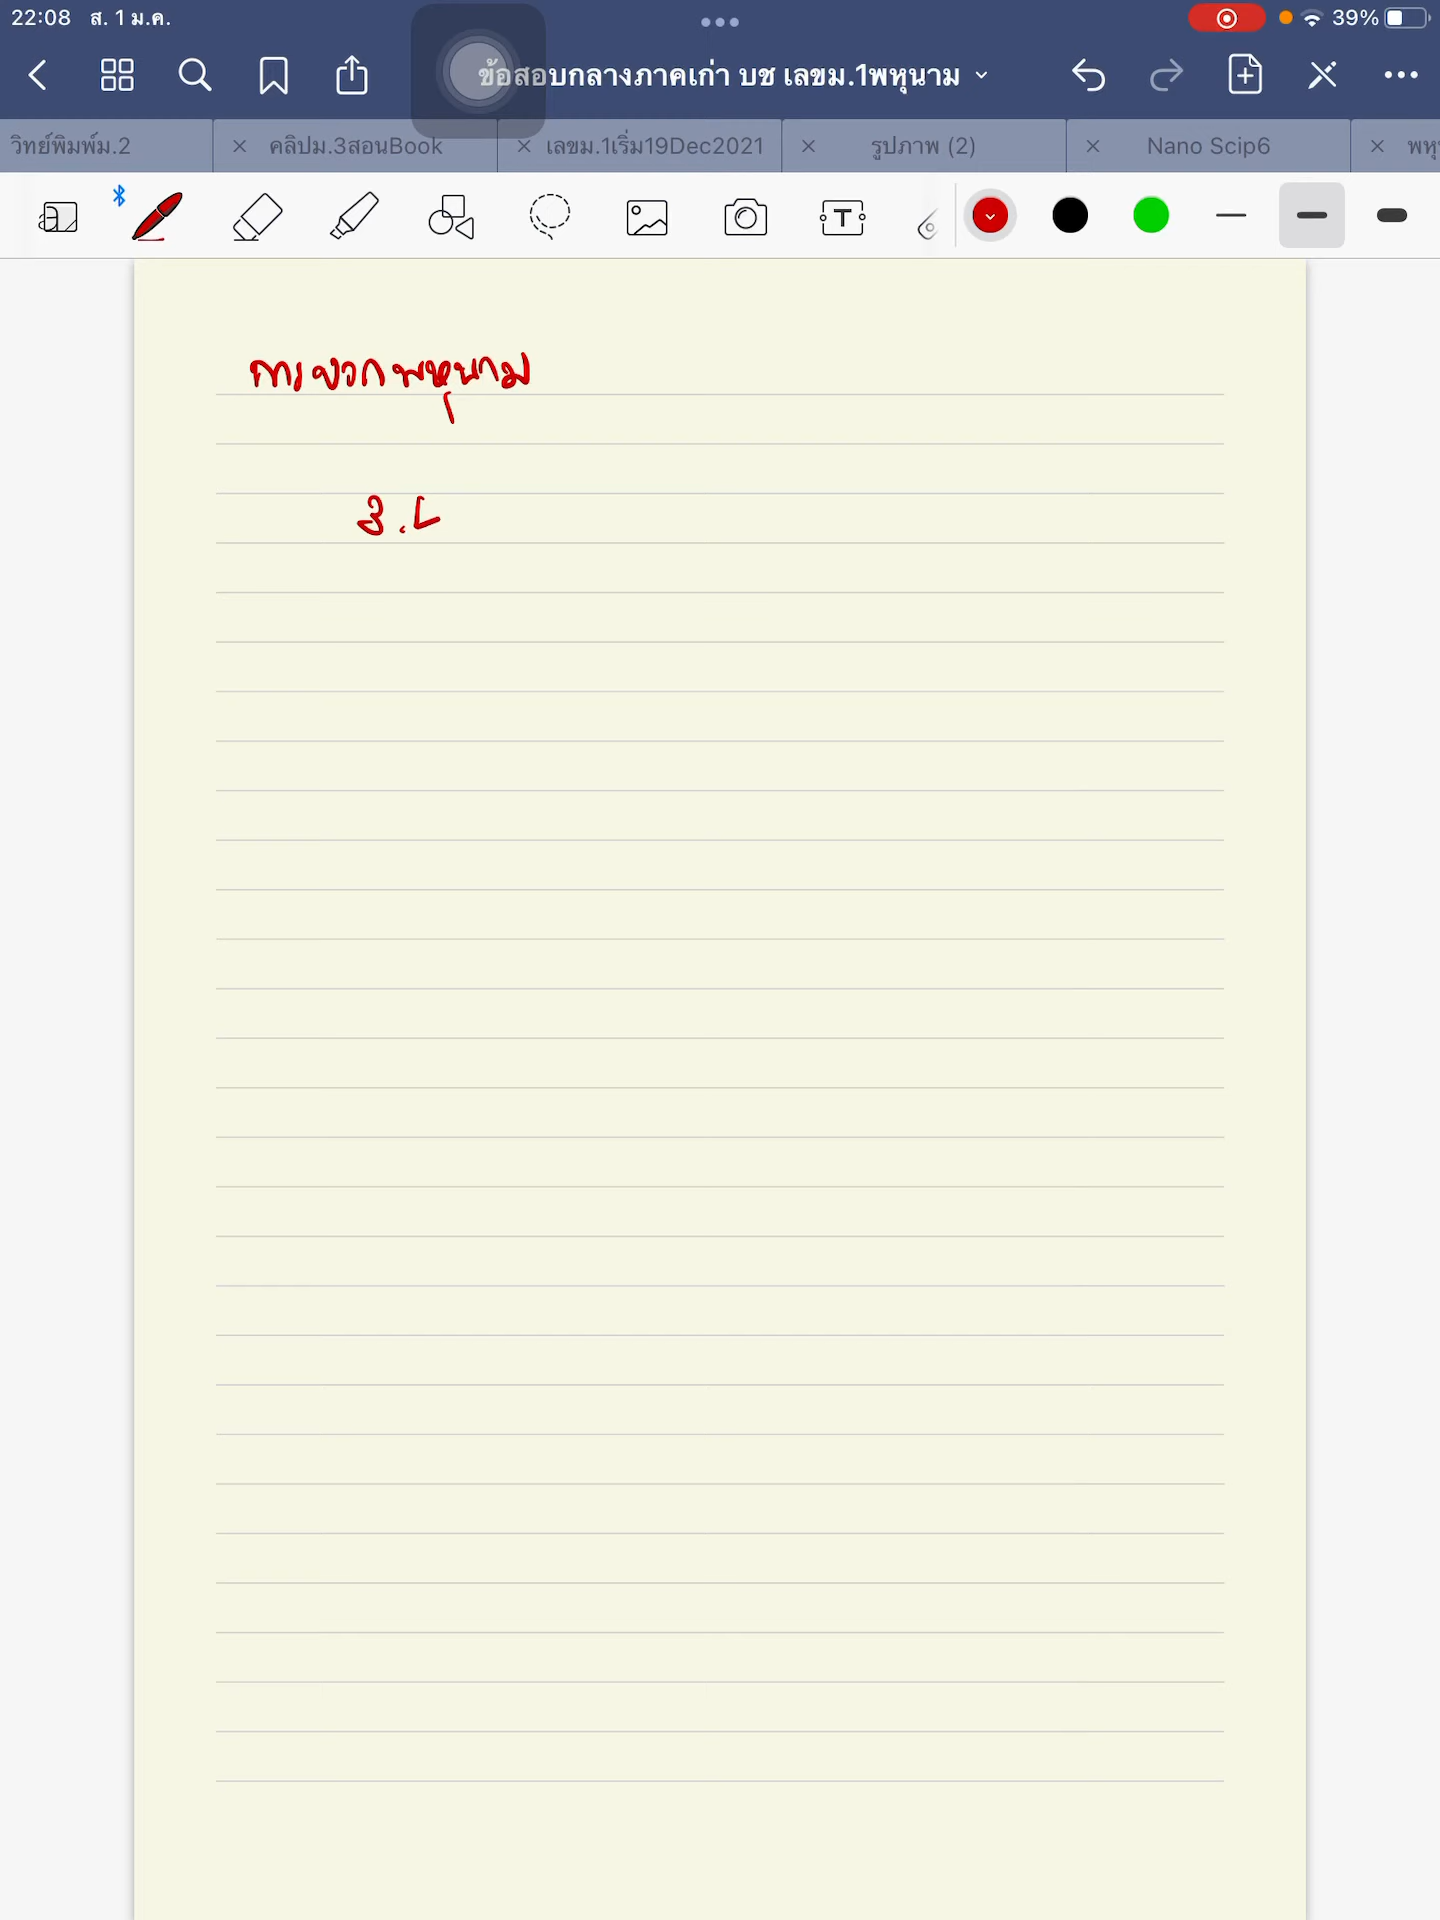 22:08 ส. 1 ม.ค. 39%
ข้อสอบกลางภาคเก่า บช เลขม.1พหุนาม
วิทย์พิมพ์ม.2 × คลิปม.3สอนBook × เลขม.1เริ่ม19Dec2021 × รูปภาพ (2) × Nano Scip6 × พหุ
T
การบวกพหุนาม
3.